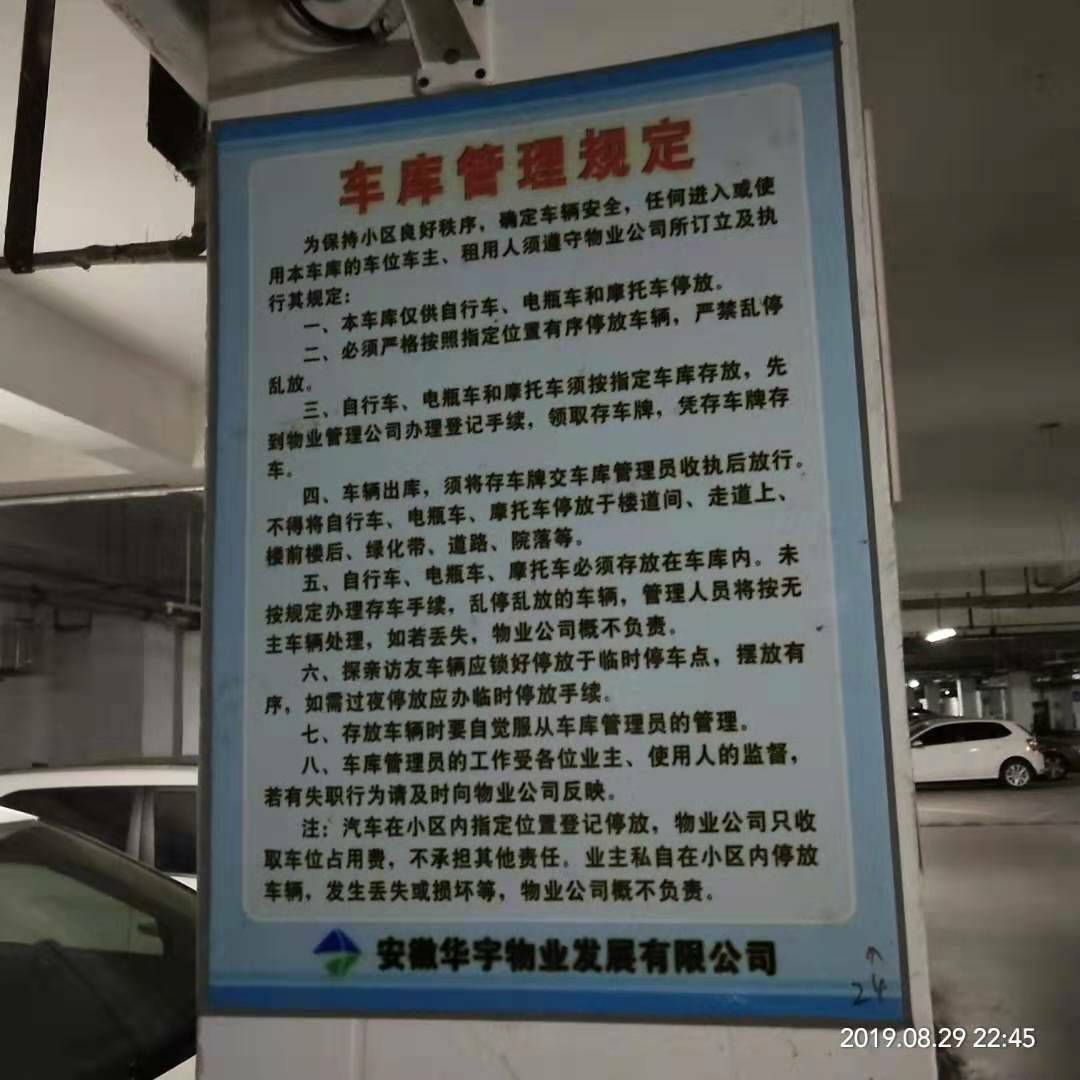 车库管理规定
为保持小区良好秩序，确定车辆安全，任何进入或使
用本车库的车位车主、租用人须遵守物业公司所订立及执
行其规定：
一、本车库仅供自行车、电瓶车和摩托车停放。
二、必须严格按照指定位置有序停放车辆，严禁乱停
乱放。
三、自行车、电瓶车和摩托车须按指定车库存放，先
到物业管理公司办理登记手续，领取存车牌，凭存车牌存
车。
四、车辆出库，须将存车牌交车库管理员收执后放行。
不得将自行车、电瓶车、摩托车停放于楼道间、走道上、
楼前楼后、绿化带、道路、院落等。
五、自行车、电瓶车、摩托车必须存放在车库内。未
按规定办理存车手续，乱停乱放的车辆，管理人员将按无
主车辆处理，如若丢失，物业公司概不负责。
六、探亲访友车辆应锁好停放于临时停车点，摆放有
序，如需过夜停放应办临时停放手续。
七、存放车辆时要自觉服从车库管理员的管理。
八、车库管理员的工作受各位业主、使用人的监督，
若有失职行为请及时向物业公司反映。
注：汽车在小区内指定位置登记停放，物业公司只收
取车位占用费，不承担其他责任。业主私自在小区内停放
车辆，发生丢失或损坏等，物业公司概不负责。
安徽华宇物业发展有限公司
24
2019.08.29 22:45